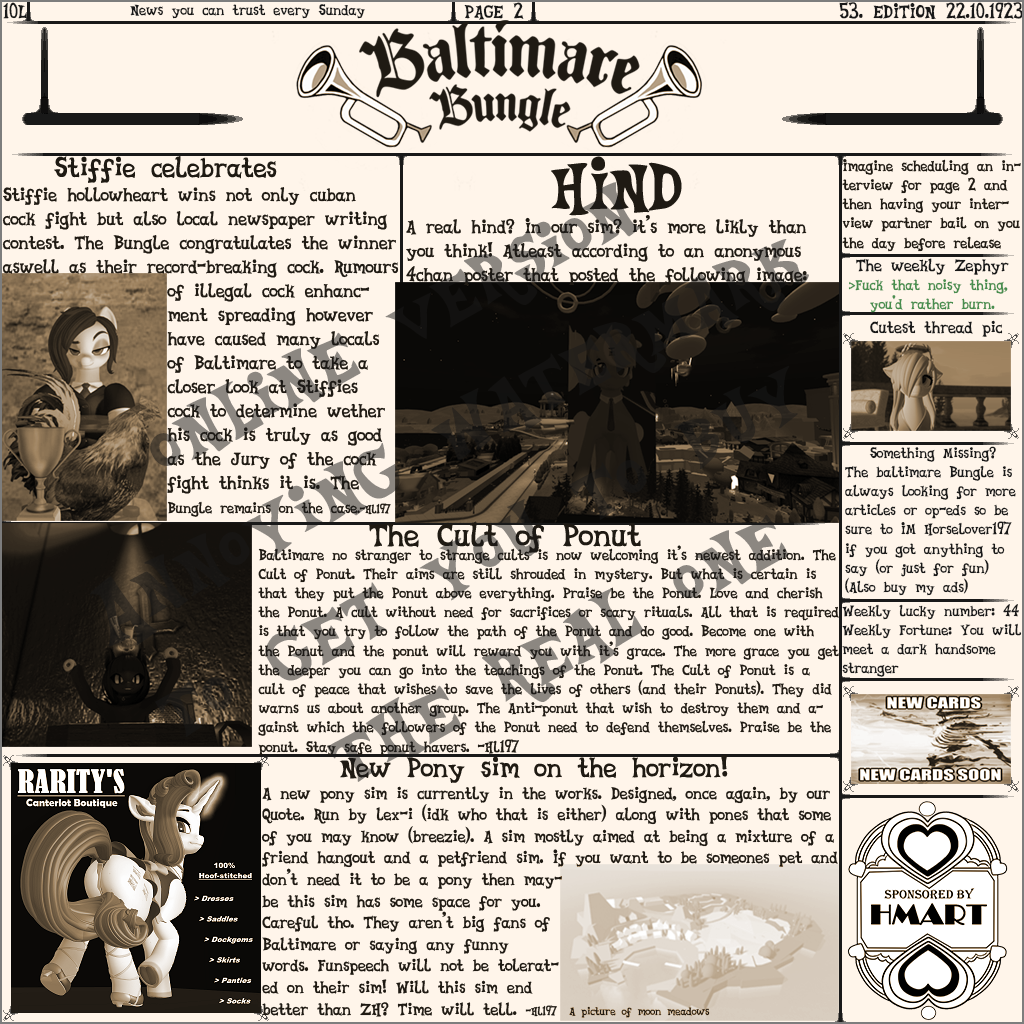 10L
News you can trust every Sunday
PAGE 2
53. EDITION 22.10.1923
Baltimare
Bungle
Stiffie celebrates
Stiffie hollowheart wins not only cuban
cock fight but also local newspaper writing
contest. The Bungle congratulates the winner
aswell as their record-breaking cock. Rumours
of illegal cock enhanc-
ment spreading however
have caused many locals
of Baltimare to take a
closer look at Stiffies
cock to determine wether
his cock is truly as good
as the Jury of the cock
fight thinks it is. The
Bungle remains on the case.-HL197
HiND
A real hind? in our sim? it's more likly than
you think! Atleast according to an anonymous
4chan poster that posted the following image:
The Cult of Ponut
Baltimare no stranger to strange cults is now welcoming it's newest addition. The
Cult of Ponut. Their aims are still shrouded in mystery. But what is certain is
that they put the Ponut above everything. Praise be the Ponut. Love and cherish
the Ponut. A cult without need for sacrifices or scary rituals. All that is required
is that you try to follow the path of the Ponut and do good. Become one with
the Ponut and the ponut will reward you with it's grace. The more grace you get
the deeper you can go into the teachings of the Ponut. The Cult of Ponut is a
cult of peace that wishes to save the lives of others (and their Ponuts). They did
warns us about another group. The Anti-ponut that wish to destroy them and a-
gainst which the followers of the Ponut need to defend themselves. Praise be the
ponut. Stay safe ponut havers. -HL197
RARITY'S
Canterlot Boutique
100%
Hoof-stitched
> Dresses
> Saddles
> Dockgems
> Skirts
> Panties
> Socks
New Pony sim on the horizon!
A new pony sim is currently in the works. Designed, once again, by our
Quote. Run by Lex-i (idk who that is either) along with pones that some
of you may know (breezie). A sim mostly aimed at being a mixture of a
friend hangout and a petfriend sim. if you want to be someones pet and
don't need it to be a pony then may-
be this sim has some space for you.
Careful tho. They aren't big fans of
Baltimare or saying any funny
words. Funspeech will not be tolerat-
ed on their sim! Will this sim end
better than ZH? Time will tell. -HL197
A picture of moon meadows
imagine scheduling an in-
terview for page 2 and
then having your inter-
view partner bail on you
the day before release
The weekly Zephyr
>Fuck that noisy thing,
you'd rather burn.
Cutest thread pic
Something Missing?
The baltimare Bungle is
always looking for more
articles or op-eds so be
sure to iM Horselover197
if you got anything to
say (or just for fun)
(Also buy my ads)
Weekly lucky number: 44
Weekly Fortune: You will
meet a dark handsome
stranger
NEW CARDS
NEW CARDS SOON
SPONSORED BY
HMART
ONLiNE VERSiON
GET YOU
THE REAL ONE